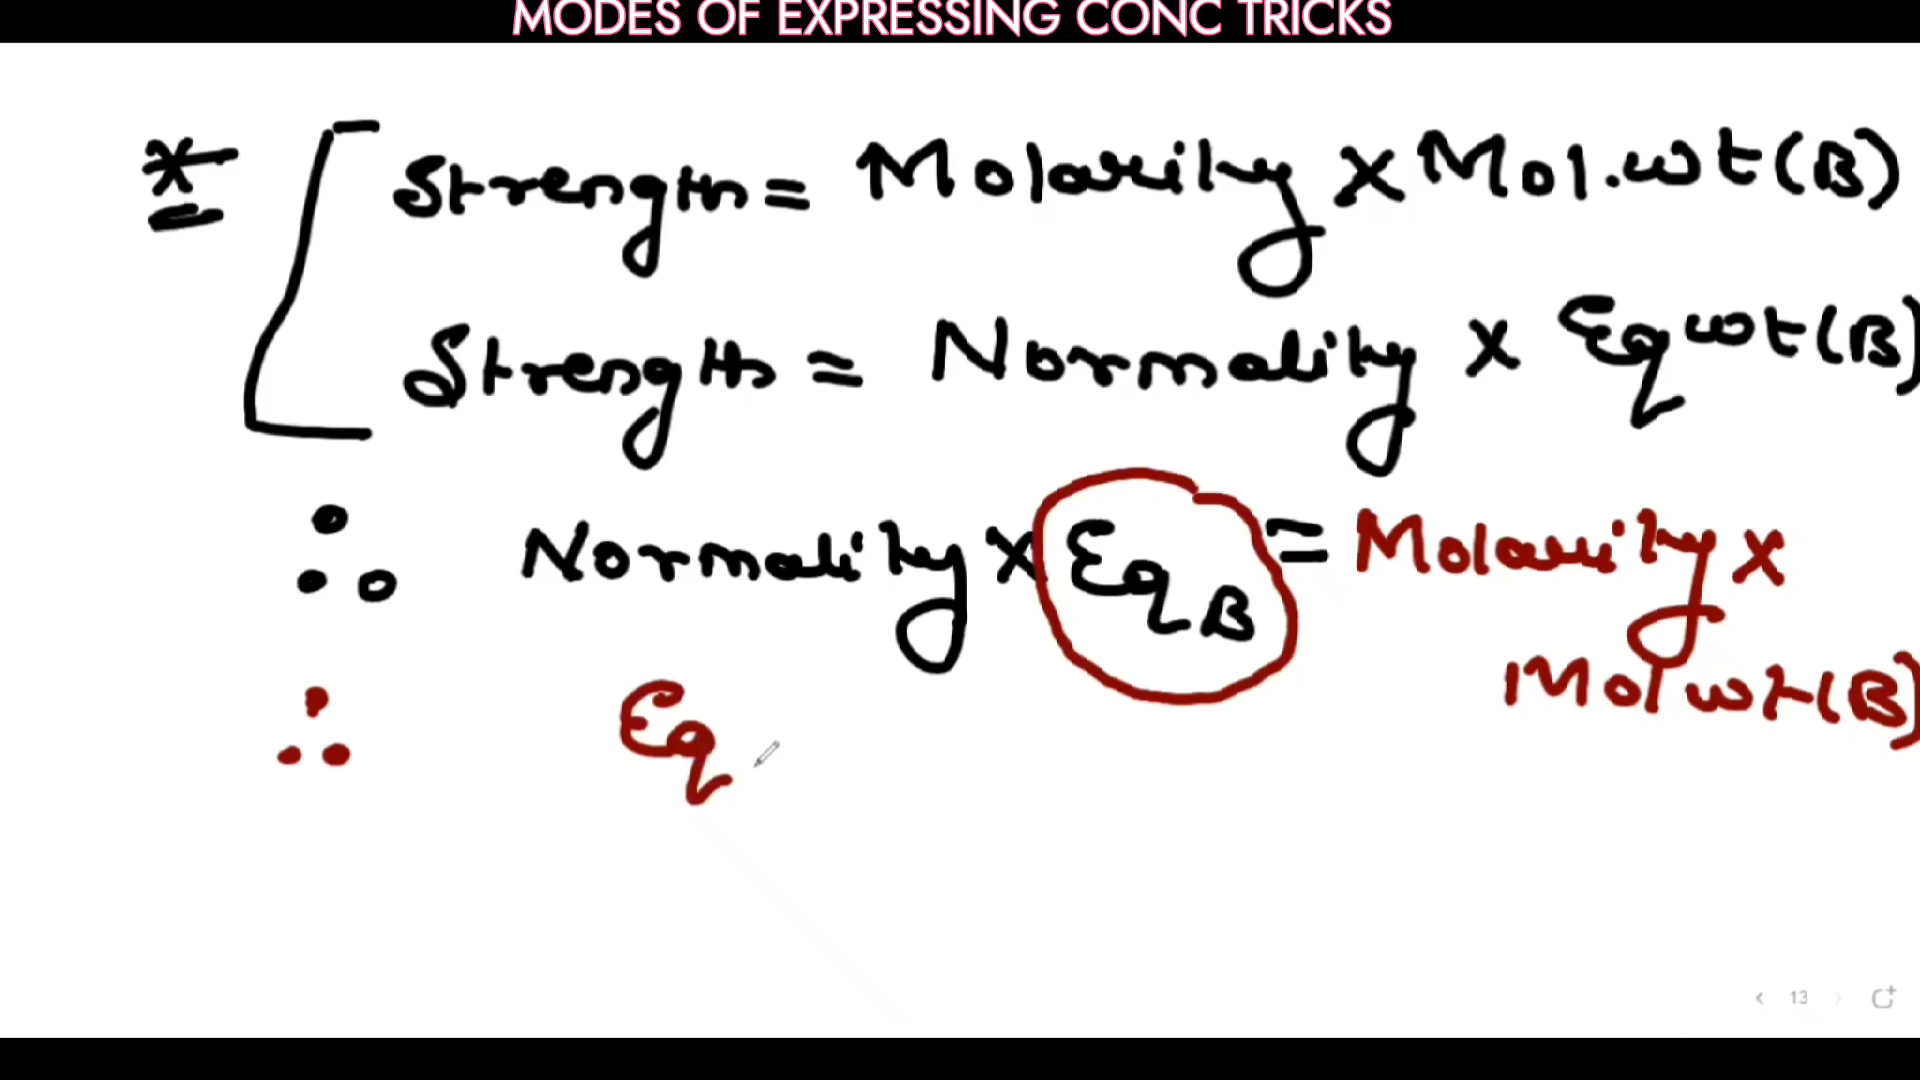 MODES OF EXPRESSING CONC TRICKS
* Strength = Molarity × Mol.wt(B)
Strength = Normality × Eq wt(B)
∴ Normality × Eq B = Molarity ×
Mol wt(B)
∴ Eq
13